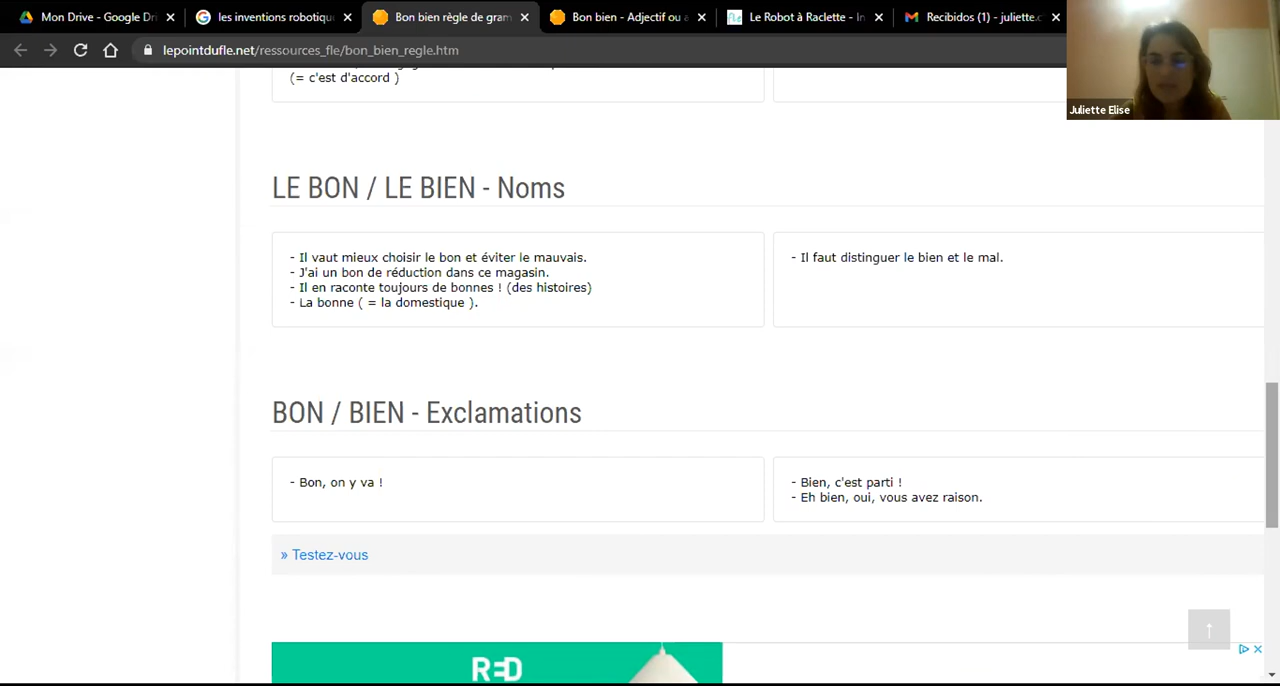 Mon Drive - Google Dri
les inventions robotiqu
Bon bien règle de gram
Bon bien - Adjectif ou a
Le Robot à Raclette - In
Recibidos (1) - juliette.c
lepointdufle.net/ressources_fle/bon_bien_regle.htm
Juliette Elise
(= c'est d'accord )
LE BON / LE BIEN - Noms
- Il vaut mieux choisir le bon et éviter le mauvais.
- J'ai un bon de réduction dans ce magasin.
- Il en raconte toujours de bonnes ! (des histoires)
- La bonne ( = la domestique ).
- Il faut distinguer le bien et le mal.
BON / BIEN - Exclamations
- Bon, on y va !
- Bien, c'est parti !
- Eh bien, oui, vous avez raison.
» Testez-vous
RED